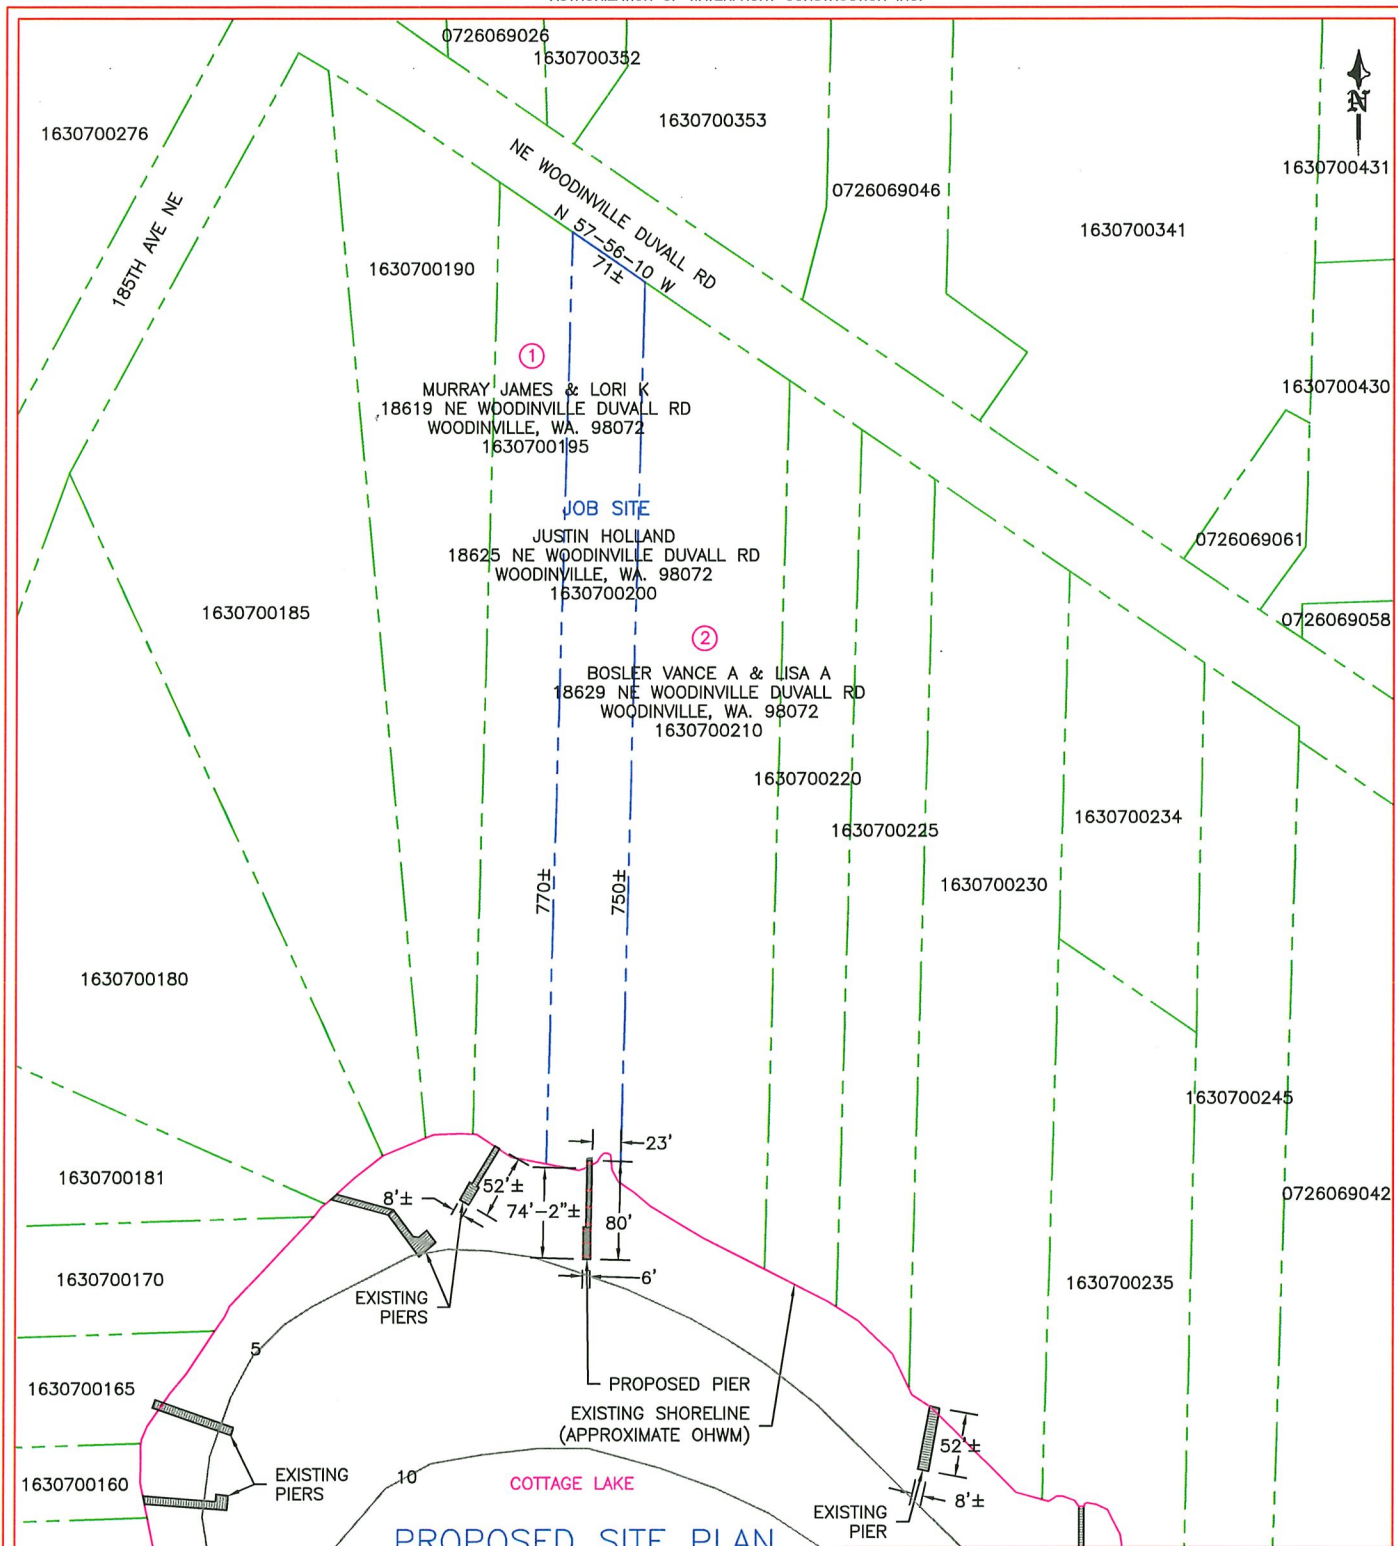 0726069026
1630700352
1630700276
1630700353
N
1630700431
NE WOODINVILLE DUVALL RD
N 57-56-10 W
71±
0726069046
1630700341
185TH AVE NE
1630700190
1
MURRAY JAMES & LORI K
18619 NE WOODINVILLE DUVALL RD
WOODINVILLE, WA. 98072
1630700195
1630700430
JOB SITE
JUSTIN HOLLAND
18625 NE WOODINVILLE DUVALL RD
WOODINVILLE, WA. 98072
1630700200
0726069061
1630700185
0726069058
2
BOSLER VANCE A & LISA A
18629 NE WOODINVILLE DUVALL RD
WOODINVILLE, WA. 98072
1630700210
1630700220
1630700225
1630700234
770±
750±
1630700230
1630700180
1630700245
23'
1630700181
8'±
52'±
74'-2"±
80'
0726069042
6'
1630700170
1630700235
EXISTING
PIERS
5
PROPOSED PIER
1630700165
EXISTING SHORELINE
(APPROXIMATE OHWM)
52'±
1630700160
EXISTING
PIERS
10
COTTAGE LAKE
8'±
EXISTING
PIER
PROPOSED SITE PLAN